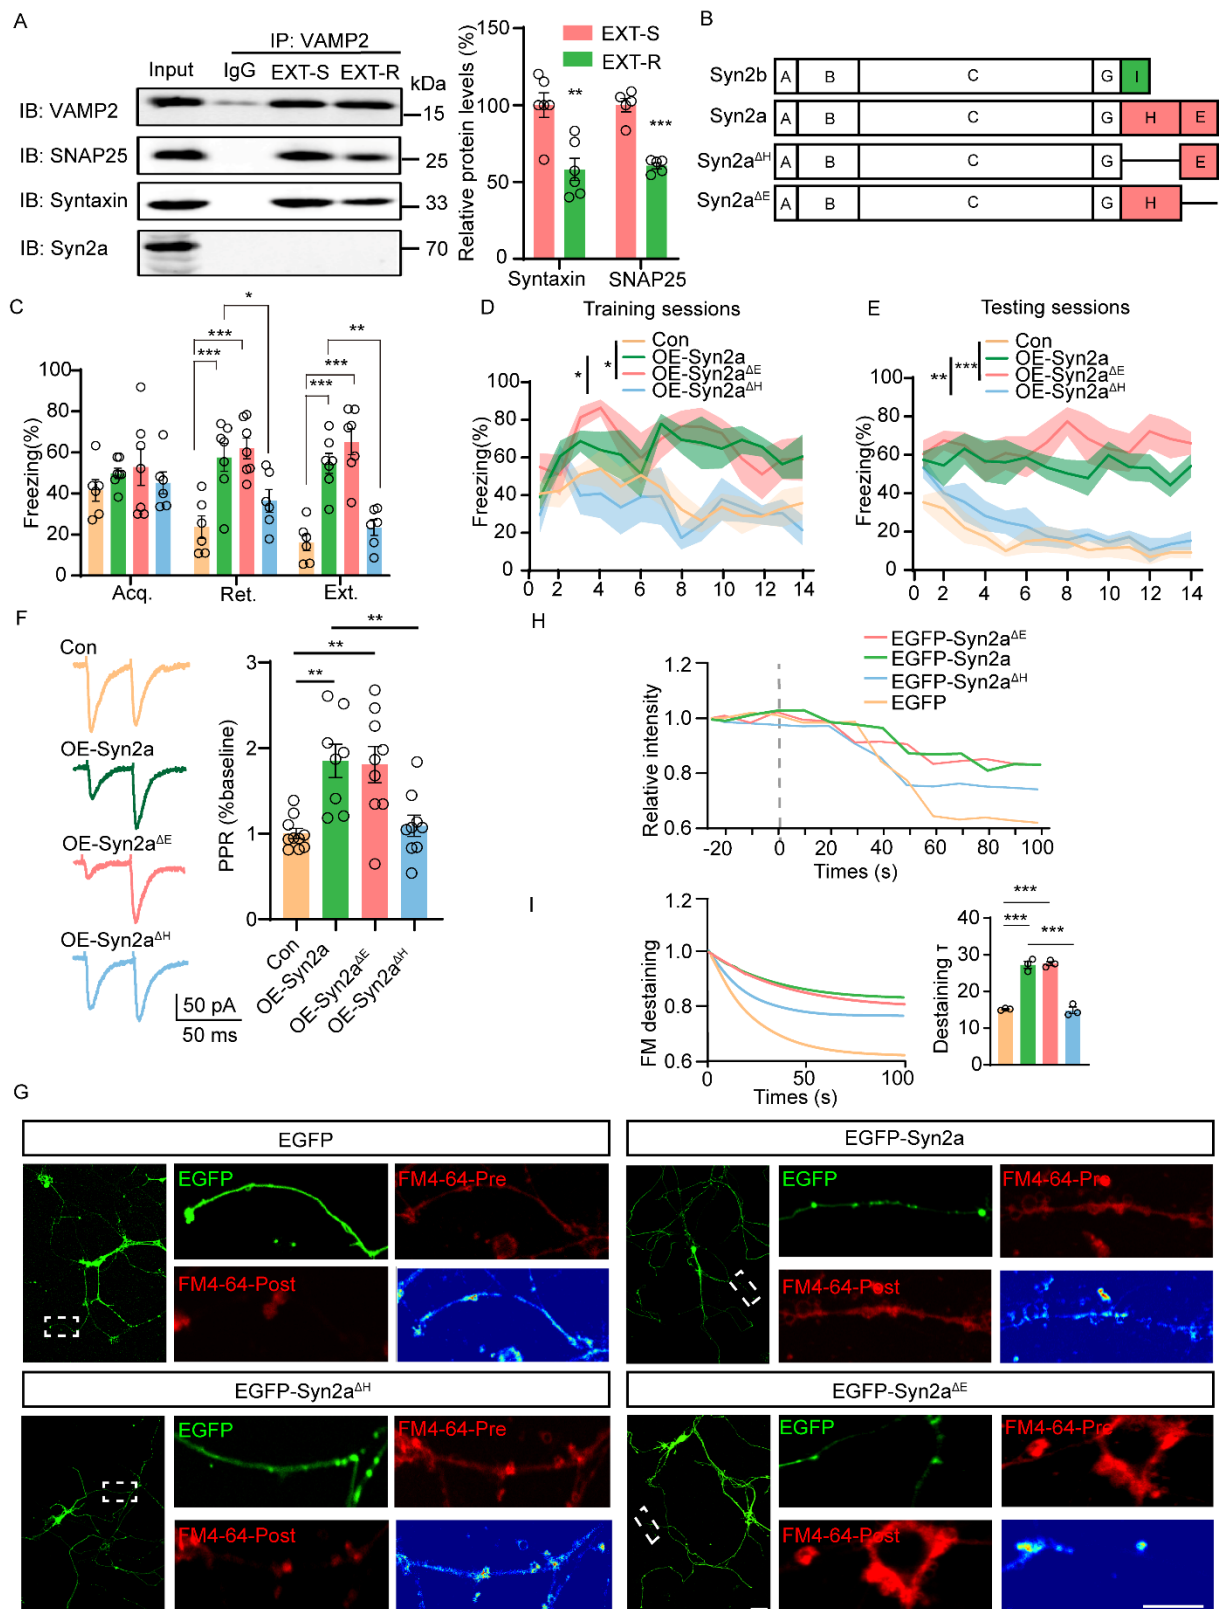 A
IP: VAMP2
Input IgG EXT-S EXT-R kDa
IB: VAMP2 15
IB: SNAP25 25
IB: Syntaxin 33
IB: Syn2a 70
Relative protein levels (%)
150
100
50
0
EXT-S
EXT-R
** ***
Syntaxin SNAP25
B
Syn2b A B C G I
Syn2a A B C G H E
Syn2a^ΔH A B C G E
Syn2a^ΔE A B C G H
C
Freezing(%)
100
80
60
40
20
0
*
***
***
**
***
***
Acq. Ret. Ext.
D Training sessions
Con
OE-Syn2a
OE-Syn2a^ΔE
OE-Syn2a^ΔH
* *
Freezing(%)
100
80
60
40
20
0
0 2 4 6 8 10 12 14
E Testing sessions
Con
OE-Syn2a
OE-Syn2a^ΔE
OE-Syn2a^ΔH
** ***
Freezing(%)
100
80
60
40
20
0
0 2 4 6 8 10 12 14
F
Con
OE-Syn2a
OE-Syn2a^ΔE
OE-Syn2a^ΔH
50 pA
50 ms
PPR (%baseline)
3
2
1
0
**
**
**
Con OE-Syn2a OE-Syn2a^ΔE OE-Syn2a^ΔH
H
EGFP-Syn2a^ΔE
EGFP-Syn2a
EGFP-Syn2a^ΔH
EGFP
Relative intensity
1.2
1.0
0.8
0.6
-20 0 20 40 60 80 100
Times (s)
I
FM destaining
1.2
1.0
0.8
0.6
0 50 100
Times (s)
Destaining τ
40
30
20
10
0
***
***
***
G
EGFP
EGFP FM4-64-Pre
FM4-64-Post
EGFP-Syn2a
EGFP FM4-64-Pre
FM4-64-Post
EGFP-Syn2a^ΔH
EGFP FM4-64-Pre
FM4-64-Post
EGFP-Syn2a^ΔE
EGFP FM4-64-Pre
FM4-64-Post